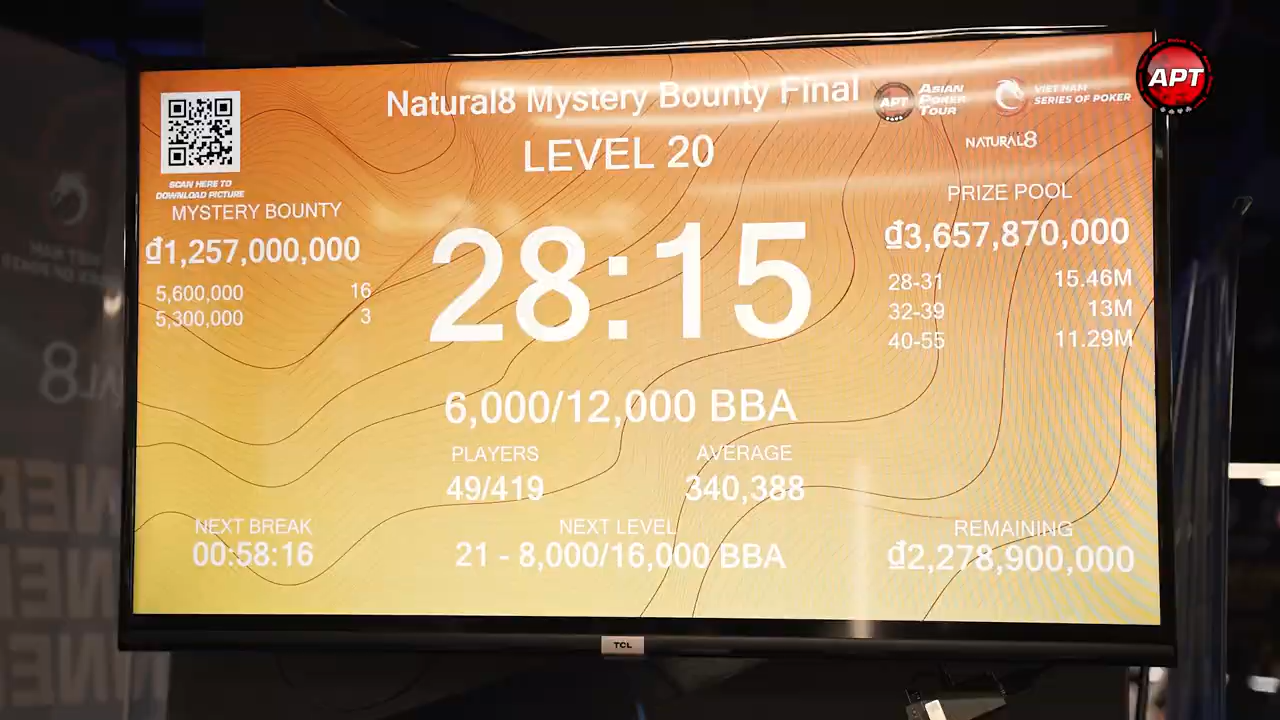 Natural8 Mystery Bounty Final
LEVEL 20
APT
ASIAN
POKER
TOUR
VIET NAM
SERIES OF POKER
NATURAL8
APT
SCAN HERE TO
DOWNLOAD PICTURE
MYSTERY BOUNTY
₫1,257,000,000
5,600,000 16
5,300,000 3
28:15
PRIZE POOL
₫3,657,870,000
28-31 15.46M
32-39 13M
40-55 11.29M
6,000/12,000 BBA
PLAYERS
49/419
AVERAGE
340,388
NEXT BREAK
00:58:16
NEXT LEVEL
21 - 8,000/16,000 BBA
REMAINING
₫2,278,900,000
TCL